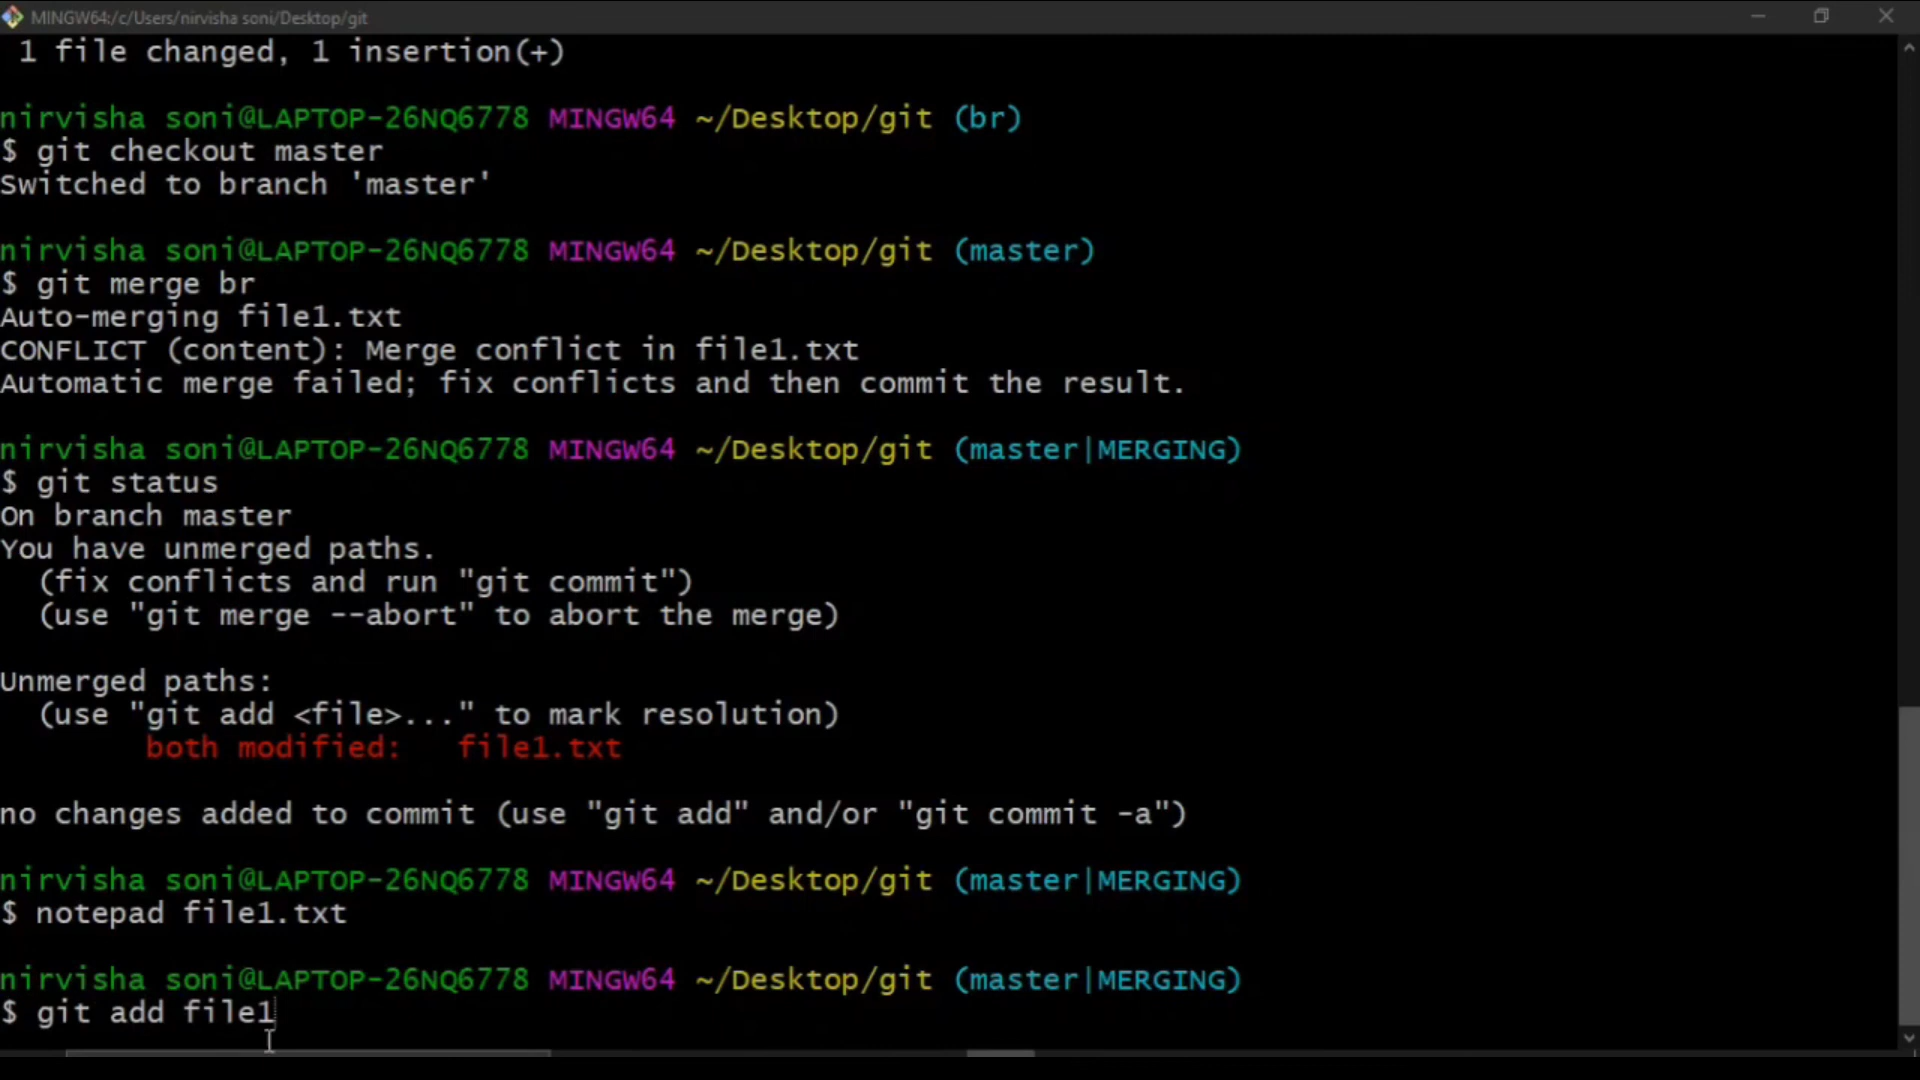 MINGW64:/c/Users/nirvisha soni/Desktop/git
1 file changed, 1 insertion(+)
nirvisha soni@LAPTOP-26NQ6778 MINGW64 ~/Desktop/git (br)
$ git checkout master
Switched to branch 'master'
nirvisha soni@LAPTOP-26NQ6778 MINGW64 ~/Desktop/git (master)
$ git merge br
Auto-merging file1.txt
CONFLICT (content): Merge conflict in file1.txt
Automatic merge failed; fix conflicts and then commit the result.
nirvisha soni@LAPTOP-26NQ6778 MINGW64 ~/Desktop/git (master|MERGING)
$ git status
On branch master
You have unmerged paths.
(fix conflicts and run "git commit")
(use "git merge --abort" to abort the merge)
Unmerged paths:
(use "git add <file>..." to mark resolution)
both modified:   file1.txt
no changes added to commit (use "git add" and/or "git commit -a")
nirvisha soni@LAPTOP-26NQ6778 MINGW64 ~/Desktop/git (master|MERGING)
$ notepad file1.txt
nirvisha soni@LAPTOP-26NQ6778 MINGW64 ~/Desktop/git (master|MERGING)
$ git add file1